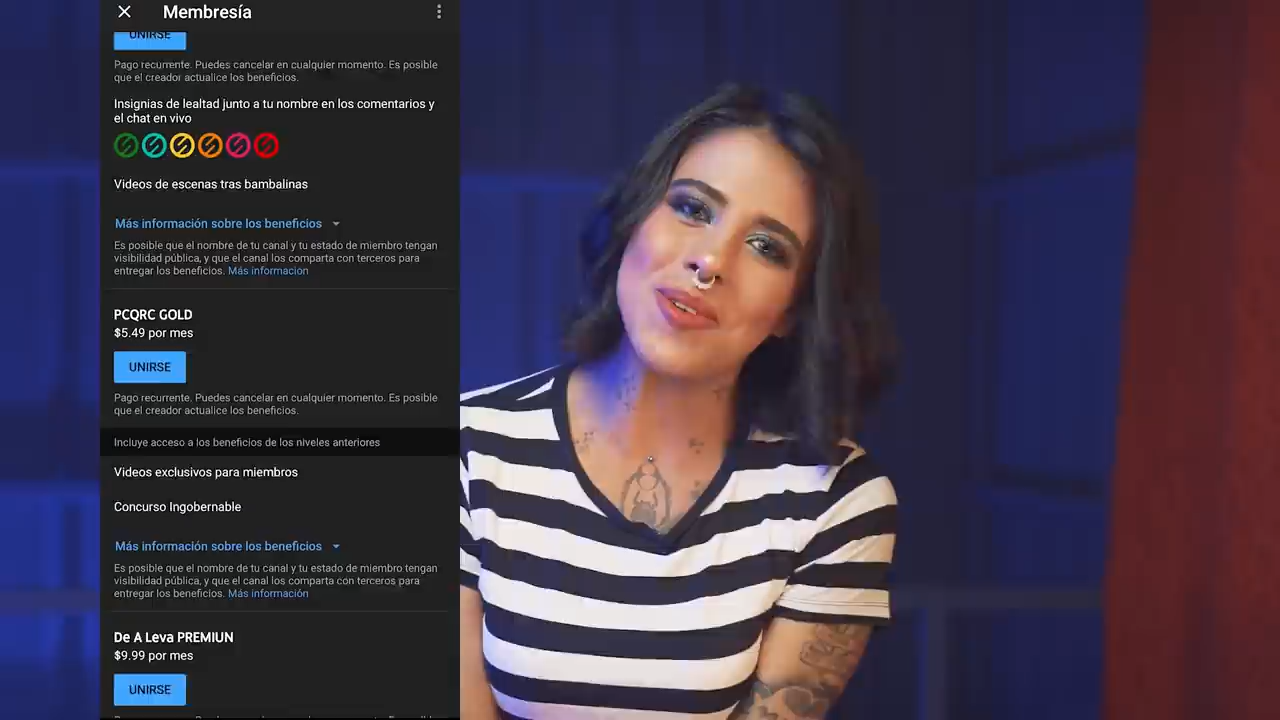 Membresía
UNIRSE
Pago recurrente. Puedes cancelar en cualquier momento. Es posible
que el creador actualice los beneficios.
Insignias de lealtad junto a tu nombre en los comentarios y
el chat en vivo
Videos de escenas tras bambalinas
Más información sobre los beneficios
Es posible que el nombre de tu canal y tu estado de miembro tengan
visibilidad pública, y que el canal los comparta con terceros para
entregar los beneficios. Más informacion
PCQRC GOLD
$5.49 por mes
UNIRSE
Pago recurrente. Puedes cancelar en cualquier momento. Es posible
que el creador actualice los beneficios.
Incluye acceso a los beneficios de los niveles anteriores
Videos exclusivos para miembros
Concurso Ingobernable
Más información sobre los beneficios
Es posible que el nombre de tu canal y tu estado de miembro tengan
visibilidad pública, y que el canal los comparta con terceros para
entregar los beneficios. Más información
De A Leva PREMIUN
$9.99 por mes
UNIRSE